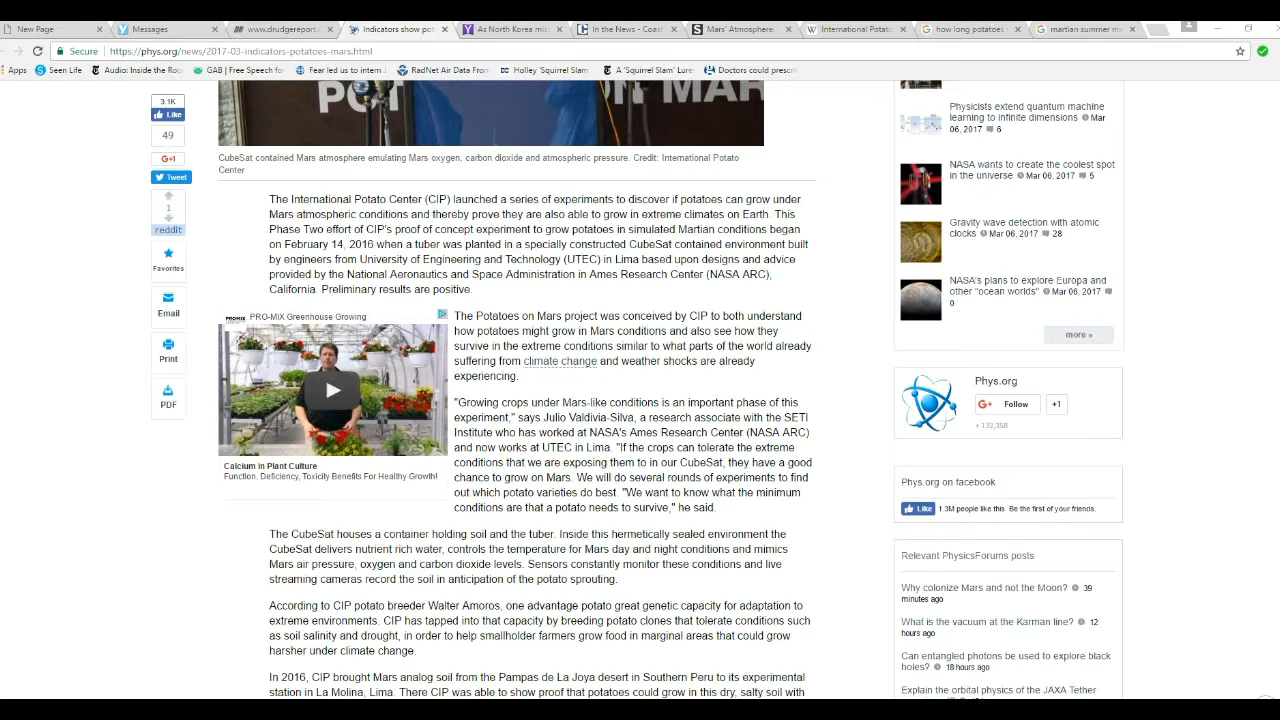 New Page
Messages
www.drudgereport.c
Indicators show po
As North Korea mis
In the News - Coast
Mars' Atmosphere:
International Potato
how long potatoes
martian summer me
Secure
https://phys.org/news/2017-03-indicators-potatoes-mars.html
Apps
Seen Life
Audio: Inside the Ro
GAB | Free Speech fo
Fear led us to intern J
RadNet Air Data From
Holley 'Squirrel Slam'
A 'Squirrel Slam' Lure
Doctors could prescr
3.1K
Like
49
G+1
Tweet
1
reddit
Favorites
Email
Print
PDF
POT
ON MAR
CubeSat contained Mars atmosphere emulating Mars oxygen, carbon dioxide and atmospheric pressure. Credit: International Potato
Center
The International Potato Center (CIP) launched a series of experiments to discover if potatoes can grow under
Mars atmospheric conditions and thereby prove they are also able to grow in extreme climates on Earth. This
Phase Two effort of CIP's proof of concept experiment to grow potatoes in simulated Martian conditions began
on February 14, 2016 when a tuber was planted in a specially constructed CubeSat contained environment built
by engineers from University of Engineering and Technology (UTEC) in Lima based upon designs and advice
provided by the National Aeronautics and Space Administration in Ames Research Center (NASA ARC),
California. Preliminary results are positive.
PRO-MIX
PRO-MIX Greenhouse Growing
Calcium in Plant Culture
Function, Deficiency, Toxicity Benefits For Healthy Growth!
The Potatoes on Mars project was conceived by CIP to both understand
how potatoes might grow in Mars conditions and also see how they
survive in the extreme conditions similar to what parts of the world already
suffering from climate change and weather shocks are already
experiencing.
"Growing crops under Mars-like conditions is an important phase of this
experiment," says Julio Valdivia-Silva, a research associate with the SETI
Institute who has worked at NASA's Ames Research Center (NASA ARC)
and now works at UTEC in Lima. "If the crops can tolerate the extreme
conditions that we are exposing them to in our CubeSat, they have a good
chance to grow on Mars. We will do several rounds of experiments to find
out which potato varieties do best. "We want to know what the minimum
conditions are that a potato needs to survive," he said.
The CubeSat houses a container holding soil and the tuber. Inside this hermetically sealed environment the
CubeSat delivers nutrient rich water, controls the temperature for Mars day and night conditions and mimics
Mars air pressure, oxygen and carbon dioxide levels. Sensors constantly monitor these conditions and live
streaming cameras record the soil in anticipation of the potato sprouting.
According to CIP potato breeder Walter Amoros, one advantage potato great genetic capacity for adaptation to
extreme environments. CIP has tapped into that capacity by breeding potato clones that tolerate conditions such
as soil salinity and drought, in order to help smallholder farmers grow food in marginal areas that could grow
harsher under climate change.
In 2016, CIP brought Mars analog soil from the Pampas de La Joya desert in Southern Peru to its experimental
station in La Molina, Lima. There CIP was able to show proof that potatoes could grow in this dry, salty soil with
Physicists extend quantum machine
learning to infinite dimensions Mar
06, 2017 6
NASA wants to create the coolest spot
in the universe Mar 06, 2017 5
Gravity wave detection with atomic
clocks Mar 06, 2017 28
NASA's plans to explore Europa and
other "ocean worlds" Mar 06, 2017
0
more »
Phys.org
G+ Follow
+1
+ 132,358
Phys.org on facebook
Like
1.3M people like this. Be the first of your friends.
Relevant PhysicsForums posts
Why colonize Mars and not the Moon? 39
minutes ago
What is the vacuum at the Karman line? 12
hours ago
Can entangled photons be used to explore black
holes? 18 hours ago
Explain the orbital physics of the JAXA Tether